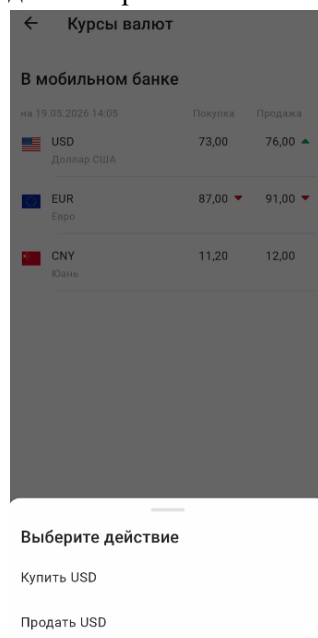 Курсы валют
В мобильном банке
на 19.05.2026 14:05 Покупка Продажа
USD 73,00 76,00
Доллар США
EUR 87,00 91,00
Евро
CNY 11,20 12,00
Юань
Выберите действие
Купить USD
Продать USD